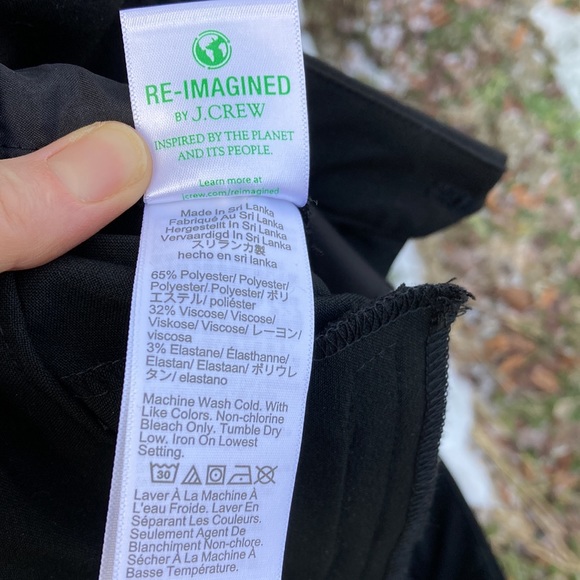 RE-IMAGINED
BY J.CREW
INSPIRED BY THE PLANET
AND ITS PEOPLE.
Learn more at
jcrew.com/reimagined
Made In Sri Lanka
Fabriqué Au Sri Lanka
Hergestellt In Sri Lanka
Vervaardigd In Sri Lanka
スリランカ製
hecho en sri lanka
65% Polyester/ Polyester/
Polyester/ Polyester/ ポリ
エステル/ poliéster
32% Viscose/ Viscose/
Viskose/ Viscose/ レーヨン/
viscosa
3% Elastane/ Élasthanne/
Elastan/ Elastaan/ ポリウレ
タン/ elastano
Machine Wash Cold. With
Like Colors. Non-chlorine
Bleach Only. Tumble Dry
Low. Iron On Lowest
Setting.
30
Laver À La Machine À
L'eau Froide. Laver En
Séparant Les Couleurs.
Seulement Agent De
Blanchiment Non-chlore.
Sécher À La Machine À
Basse Température.